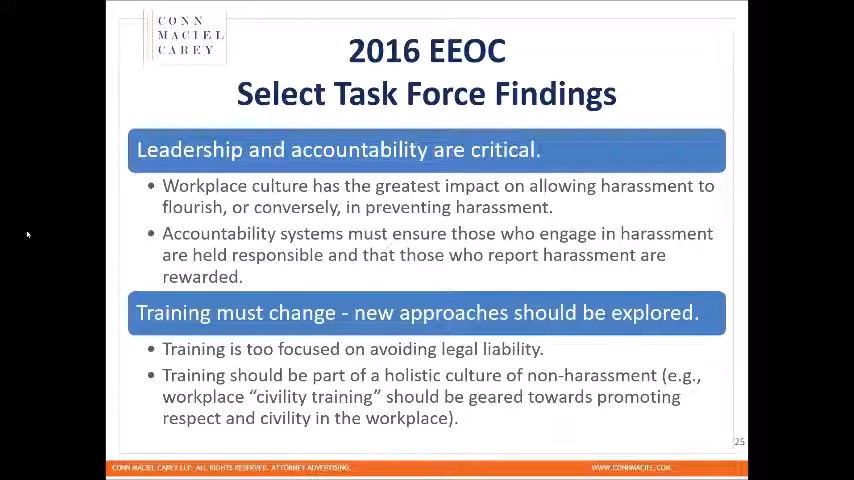 CONN
MACIEL
CAREY
2016 EEOC
Select Task Force Findings
Leadership and accountability are critical.
• Workplace culture has the greatest impact on allowing harassment to
flourish, or conversely, in preventing harassment.
• Accountability systems must ensure those who engage in harassment
are held responsible and that those who report harassment are
rewarded.
Training must change - new approaches should be explored.
• Training is too focused on avoiding legal liability.
• Training should be part of a holistic culture of non-harassment (e.g.,
workplace “civility training” should be geared towards promoting
respect and civility in the workplace).
25
CONN MACIEL CAREY LLP. ALL RIGHTS RESERVED. ATTORNEY ADVERTISING.
WWW.CONNMACIEL.COM